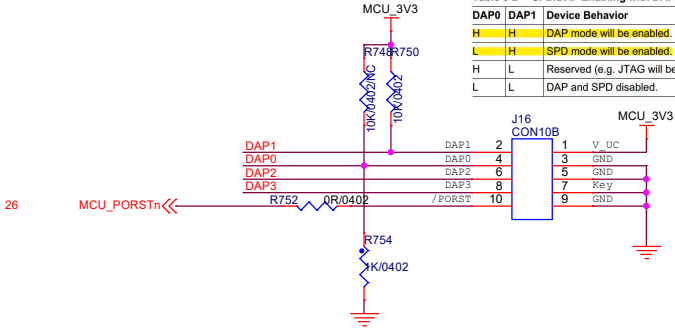 MCU_3V3
DAP0 DAP1 Device Behavior
H H DAP mode will be enabled.
L H SPD mode will be enabled.
H L Reserved (e.g. JTAG will be
L L DAP and SPD disabled.
R748 R750
10K/0402/NC
10K/0402
J16
CON10B
MCU_3V3
DAP1 DAP1 2 1 V_UC
DAP0 DAP0 4 3 GND
DAP2 DAP2 6 5 GND
DAP3 DAP3 8 7 Key
26 MCU_PORSTn R752 0R/0402 /PORST 10 9 GND
R754
1K/0402